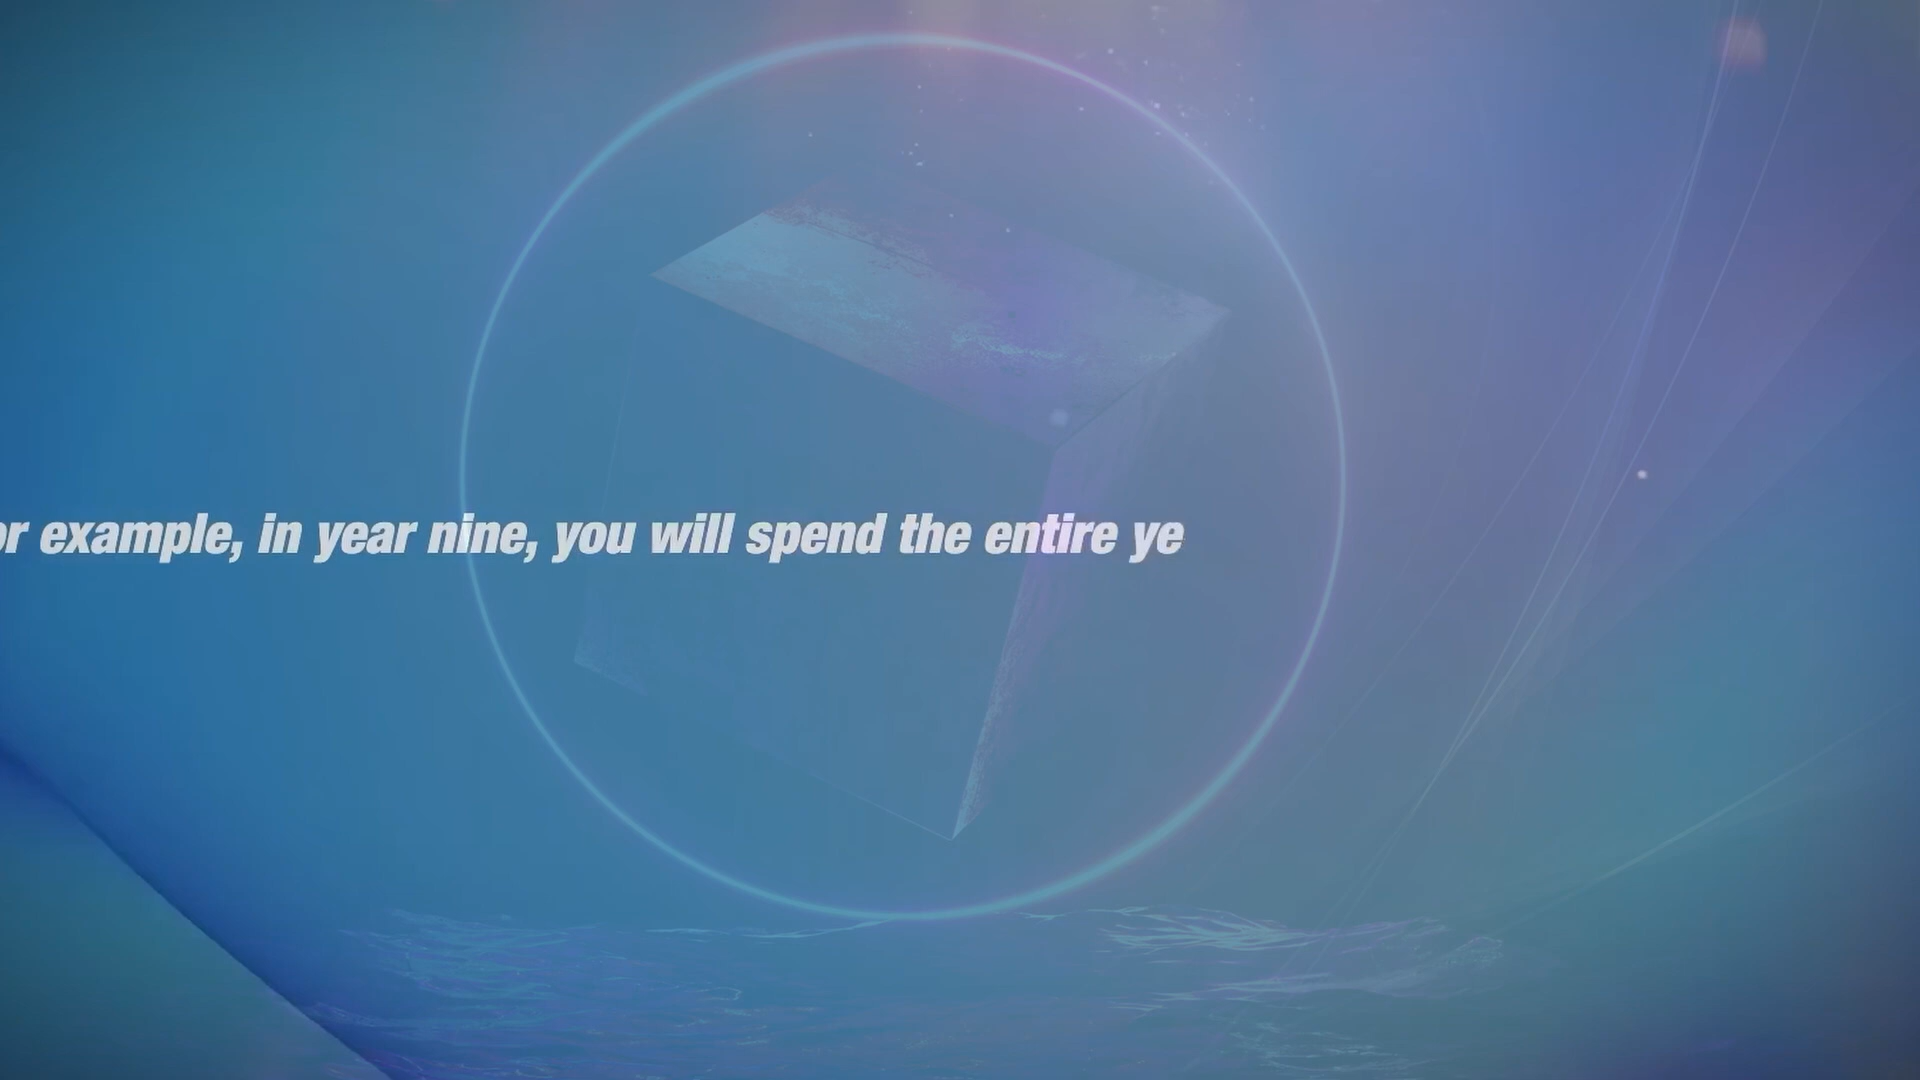 or example, in year nine, you will spend the entire ye